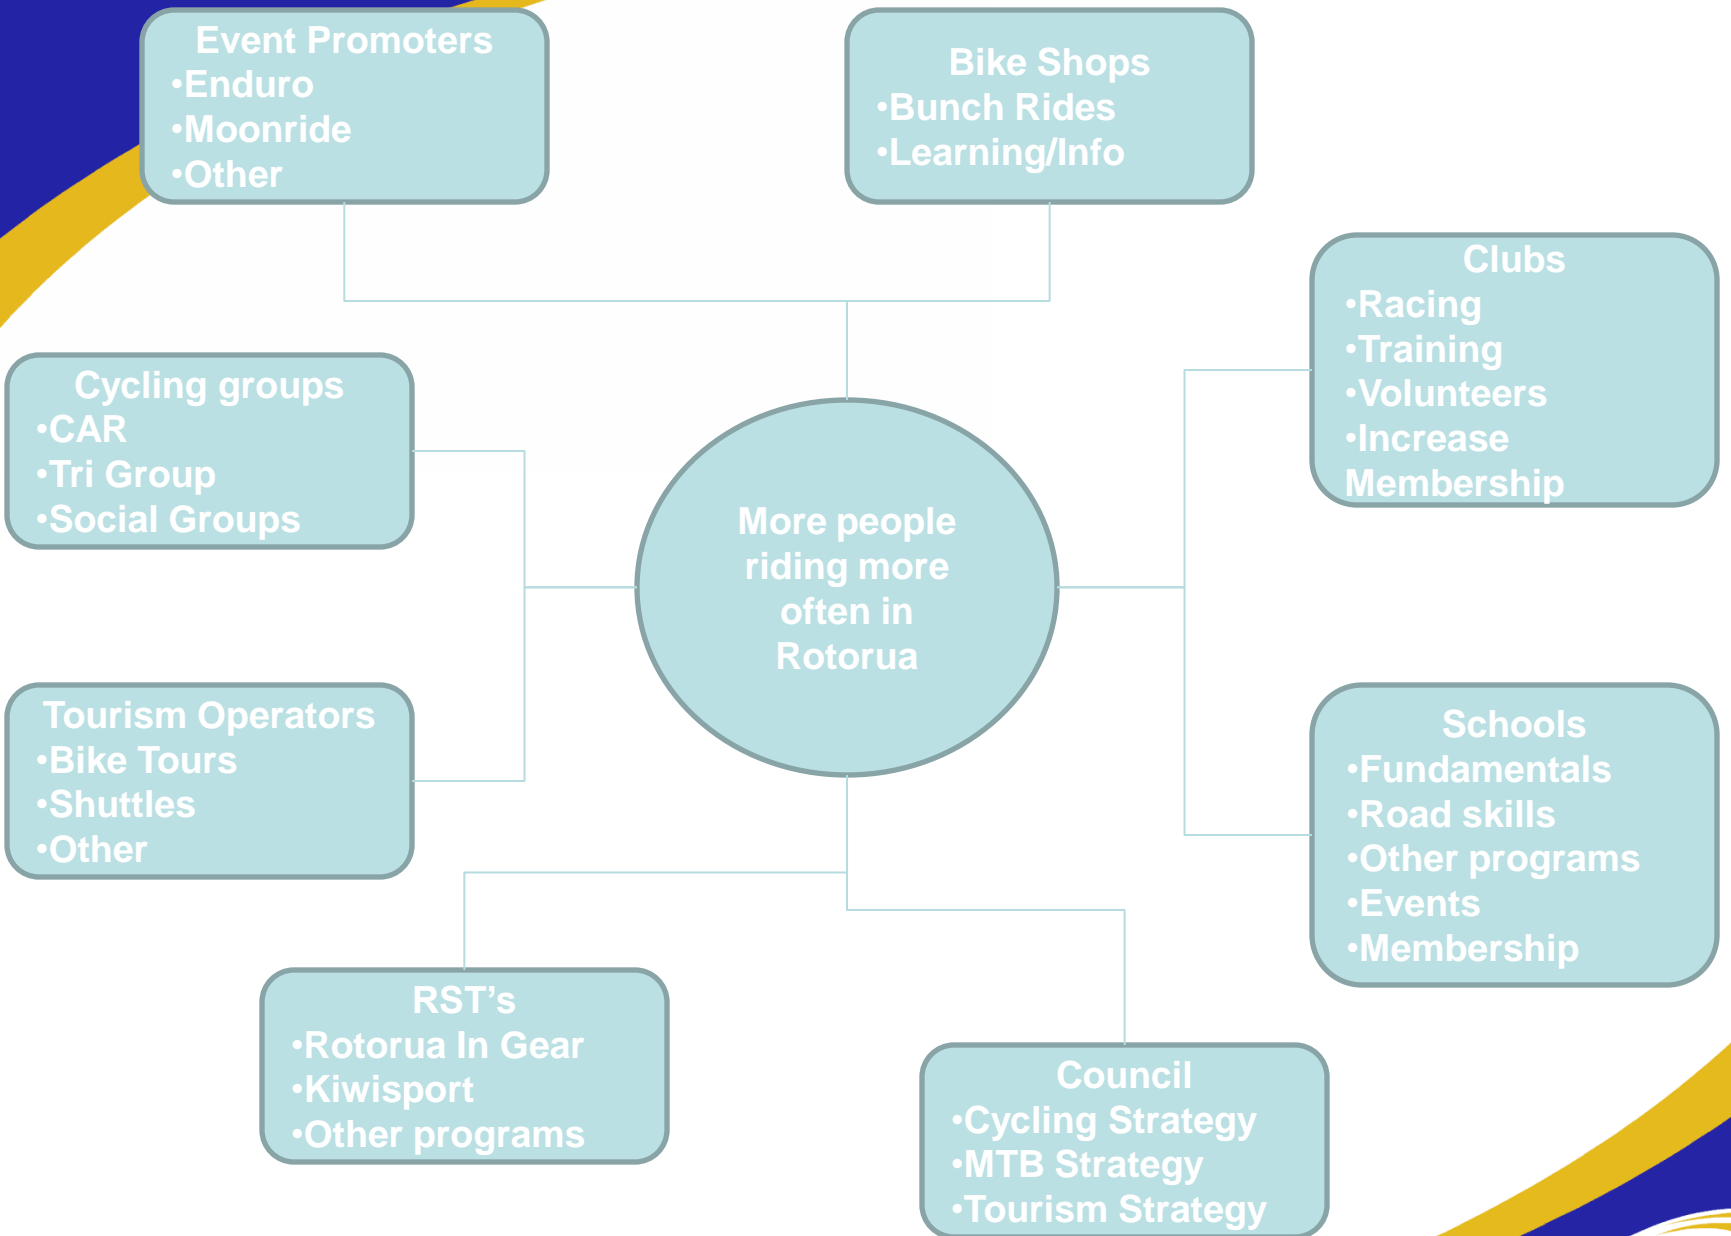 Event Promoters
•Enduro
•Moonride
•Other
Bike Shops
•Bunch Rides
•Learning/Info
Clubs
•Racing
•Training
•Volunteers
•Increase
Membership
Cycling groups
•CAR
•Tri Group
•Social Groups
More people
riding more
often in
Rotorua
Tourism Operators
•Bike Tours
•Shuttles
•Other
Schools
•Fundamentals
•Road skills
•Other programs
•Events
•Membership
RST’s
•Rotorua In Gear
•Kiwisport
•Other programs
Council
•Cycling Strategy
•MTB Strategy
•Tourism Strategy